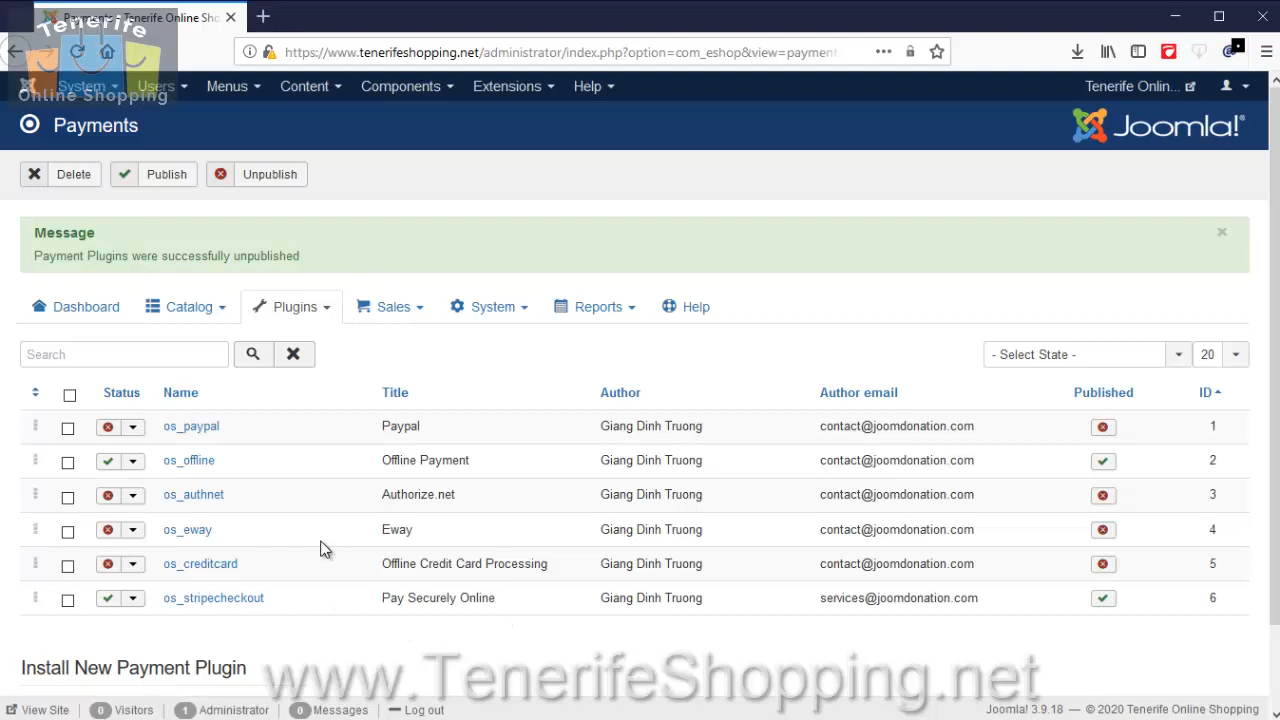 Payments - Tenerife Online Sho
Tenerife
Online Shopping
https://www.tenerifeshopping.net/administrator/index.php?option=com_eshop&view=payment
System Users Menus Content Components Extensions Help Tenerife Onlin...
Payments Joomla!®
Delete Publish Unpublish
Message
Payment Plugins were successfully unpublished
Dashboard Catalog Plugins Sales System Reports Help
Search - Select State - 20
Status Name Title Author Author email Published ID
os_paypal Paypal Giang Dinh Truong contact@joomdonation.com 1
os_offline Offline Payment Giang Dinh Truong contact@joomdonation.com 2
os_authnet Authorize.net Giang Dinh Truong contact@joomdonation.com 3
os_eway Eway Giang Dinh Truong contact@joomdonation.com 4
os_creditcard Offline Credit Card Processing Giang Dinh Truong contact@joomdonation.com 5
os_stripecheckout Pay Securely Online Giang Dinh Truong services@joomdonation.com 6
Install New Payment Plugin
www.TenerifeShopping.net
View Site 0 Visitors 1 Administrator 0 Messages Log out Joomla! 3.9.18 — © 2020 Tenerife Online Shopping